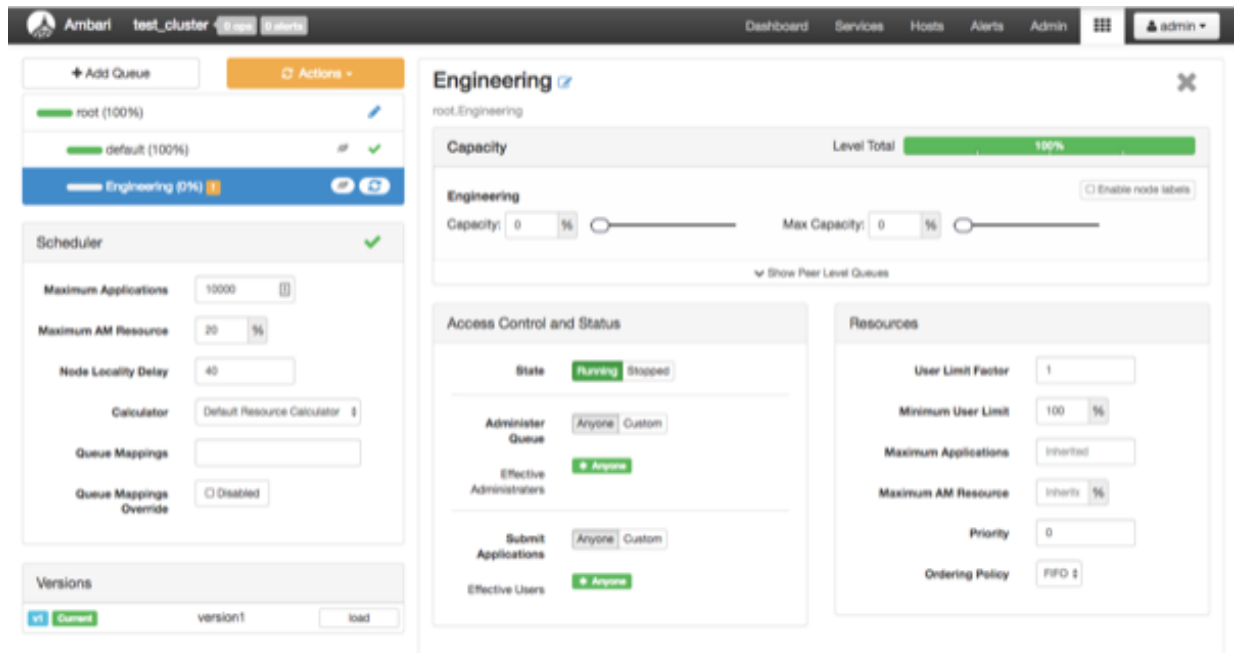 Ambari test_cluster 0 ops 0 alerts Dashboard Services Hosts Alerts Admin admin
+ Add Queue Actions
root (100%)
default (100%)
Engineering (0%)
Scheduler
Maximum Applications 10000
Maximum AM Resource 20 %
Node Locality Delay 40
Calculator Default Resource Calculator
Queue Mappings
Queue Mappings Override Disabled
Versions
v1 Current version1 load
Engineering
root.Engineering
Capacity Level Total 100%
Engineering Enable node labels
Capacity: 0 % Max Capacity: 0 %
Show Peer Level Queues
Access Control and Status
State Running Stopped
Administer Queue Anyone Custom
Effective Administraters + Anyone
Submit Applications Anyone Custom
Effective Users + Anyone
Resources
User Limit Factor 1
Minimum User Limit 100 %
Maximum Applications Inherited
Maximum AM Resource Inherite %
Priority 0
Ordering Policy FIFO